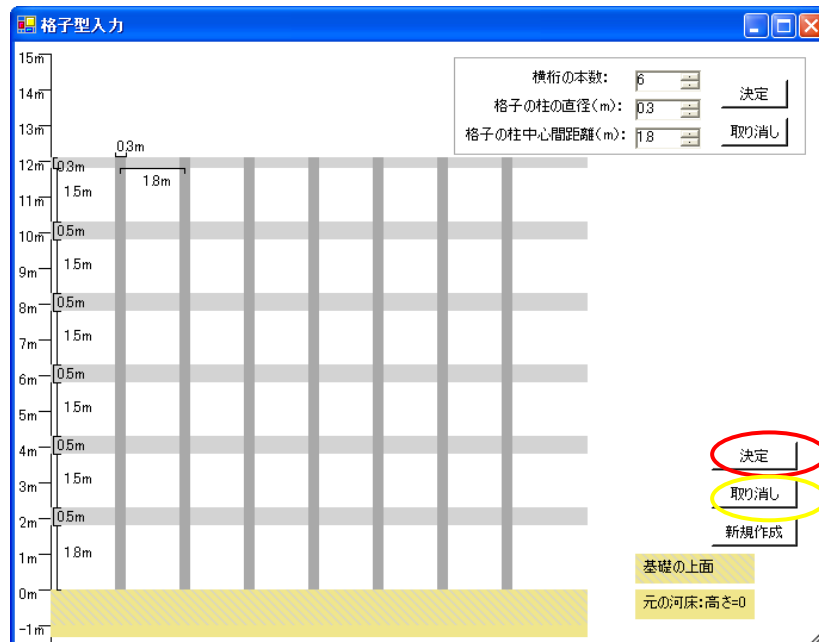 格子型入力
15m
14m
13m
12m
11m
10m
9m
8m
7m
6m
5m
4m
3m
2m
1m
0m
-1m
0.3m
1.8m
0.3m
1.5m
0.5m
1.5m
0.5m
1.5m
0.5m
1.5m
0.5m
1.5m
0.5m
1.8m
横桁の本数: 6
格子の柱の直径(m): 0.3
格子の柱中心間距離(m): 1.8
決定
取り消し
決定
取り消し
新規作成
基礎の上面
元の河床:高さ=0